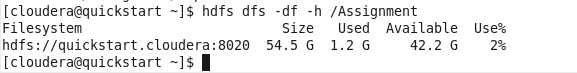 [cloudera@quickstart ~]$ hdfs dfs -df -h /Assignment
Filesystem                      Size   Used  Available  Use%
hdfs://quickstart.cloudera:8020  54.5 G  1.2 G     42.2 G    2%
[cloudera@quickstart ~]$